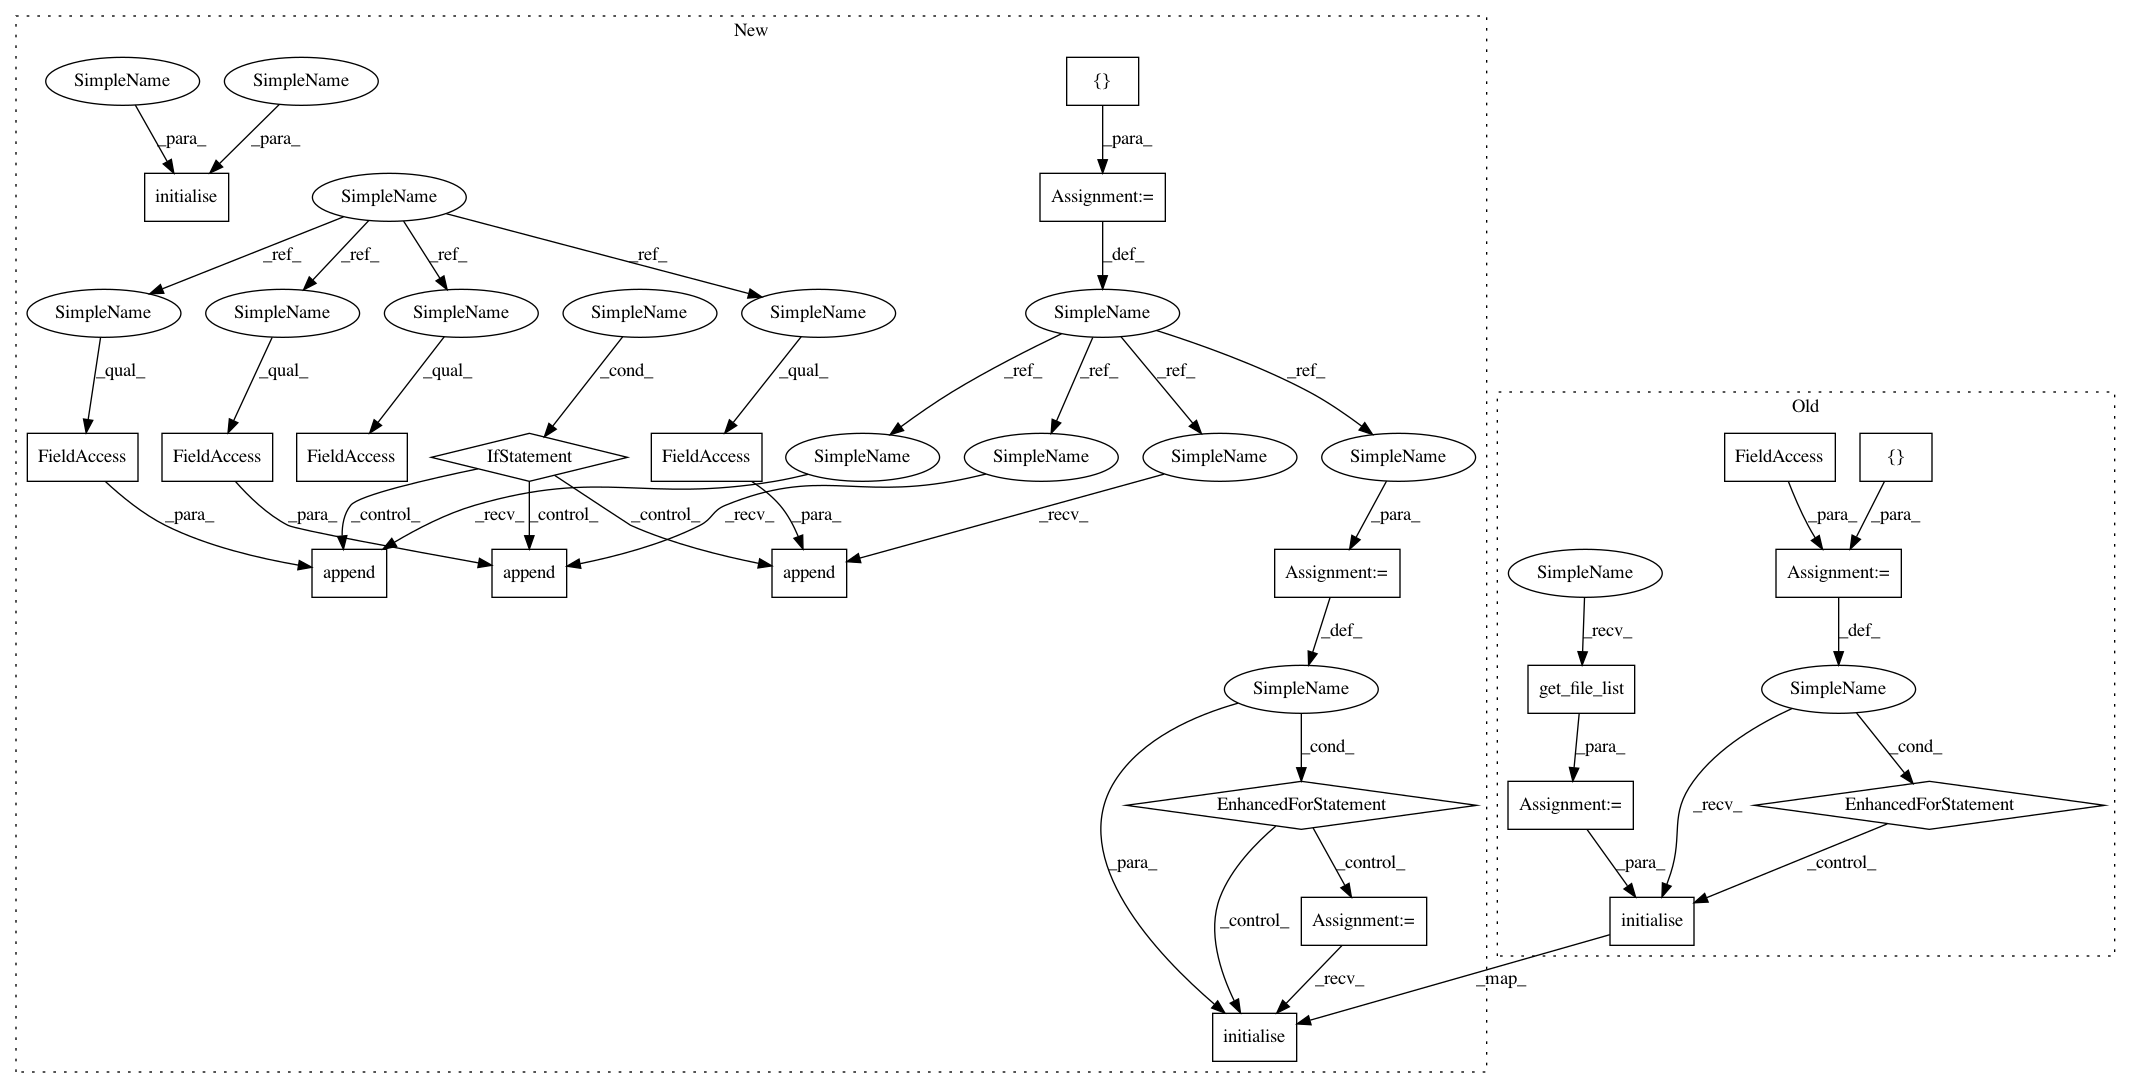 New
SimpleName
SimpleName
{}
_para_
_para_
_para_
initialise
SimpleName
Assignment:=
_ref_
_ref_
_ref_
_ref_
_def_
SimpleName
SimpleName
SimpleName
SimpleName
SimpleName
SimpleName
_qual_
_qual_
_qual_
_cond_
_qual_
_ref_
_ref_
_ref_
_ref_
Old
FieldAccess
FieldAccess
FieldAccess
IfStatement
FieldAccess
SimpleName
SimpleName
SimpleName
SimpleName
FieldAccess
{}
_para_
_para_
_control_
_recv_
_control_
_control_
_recv_
_para_
_recv_
_para_
_para_
_para_
append
append
append
Assignment:=
SimpleName
Assignment:=
_def_
_recv_
_def_
SimpleName
get_file_list
SimpleName
_cond_
_para_
_cond_
EnhancedForStatement
Assignment:=
_recv_
EnhancedForStatement
_para_
_control_
_para_
_control_
_control_
Assignment:=
initialise
_recv_
_map_
initialise